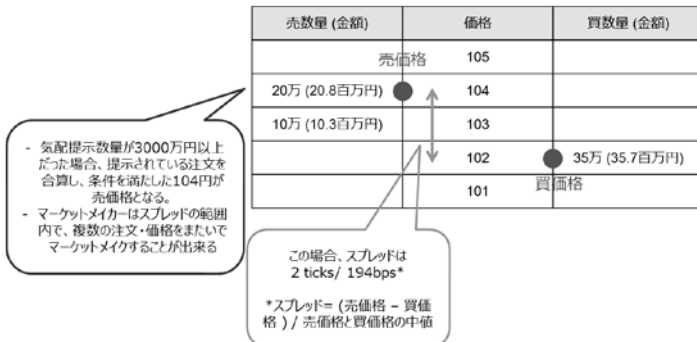 売数量 (金額) 価格 買数量 (金額)
105
売価格
20万 (20.8百万円) 104
10万 (10.3百万円) 103
102 35万 (35.7百万円)
買価格
101
- 気配提示数量が3000万円以上
だった場合、提示されている注文を
合算し、条件を満たした104円が
売価格となる。
- マーケットメイカーはスプレッドの範囲
内で、複数の注文・価格をまたいで
マーケットメイクすることが出来る
この場合、スプレッドは
2 ticks/ 194bps*
*スプレッド= (売価格 – 買価
格 ) / 売価格と買価格の中値